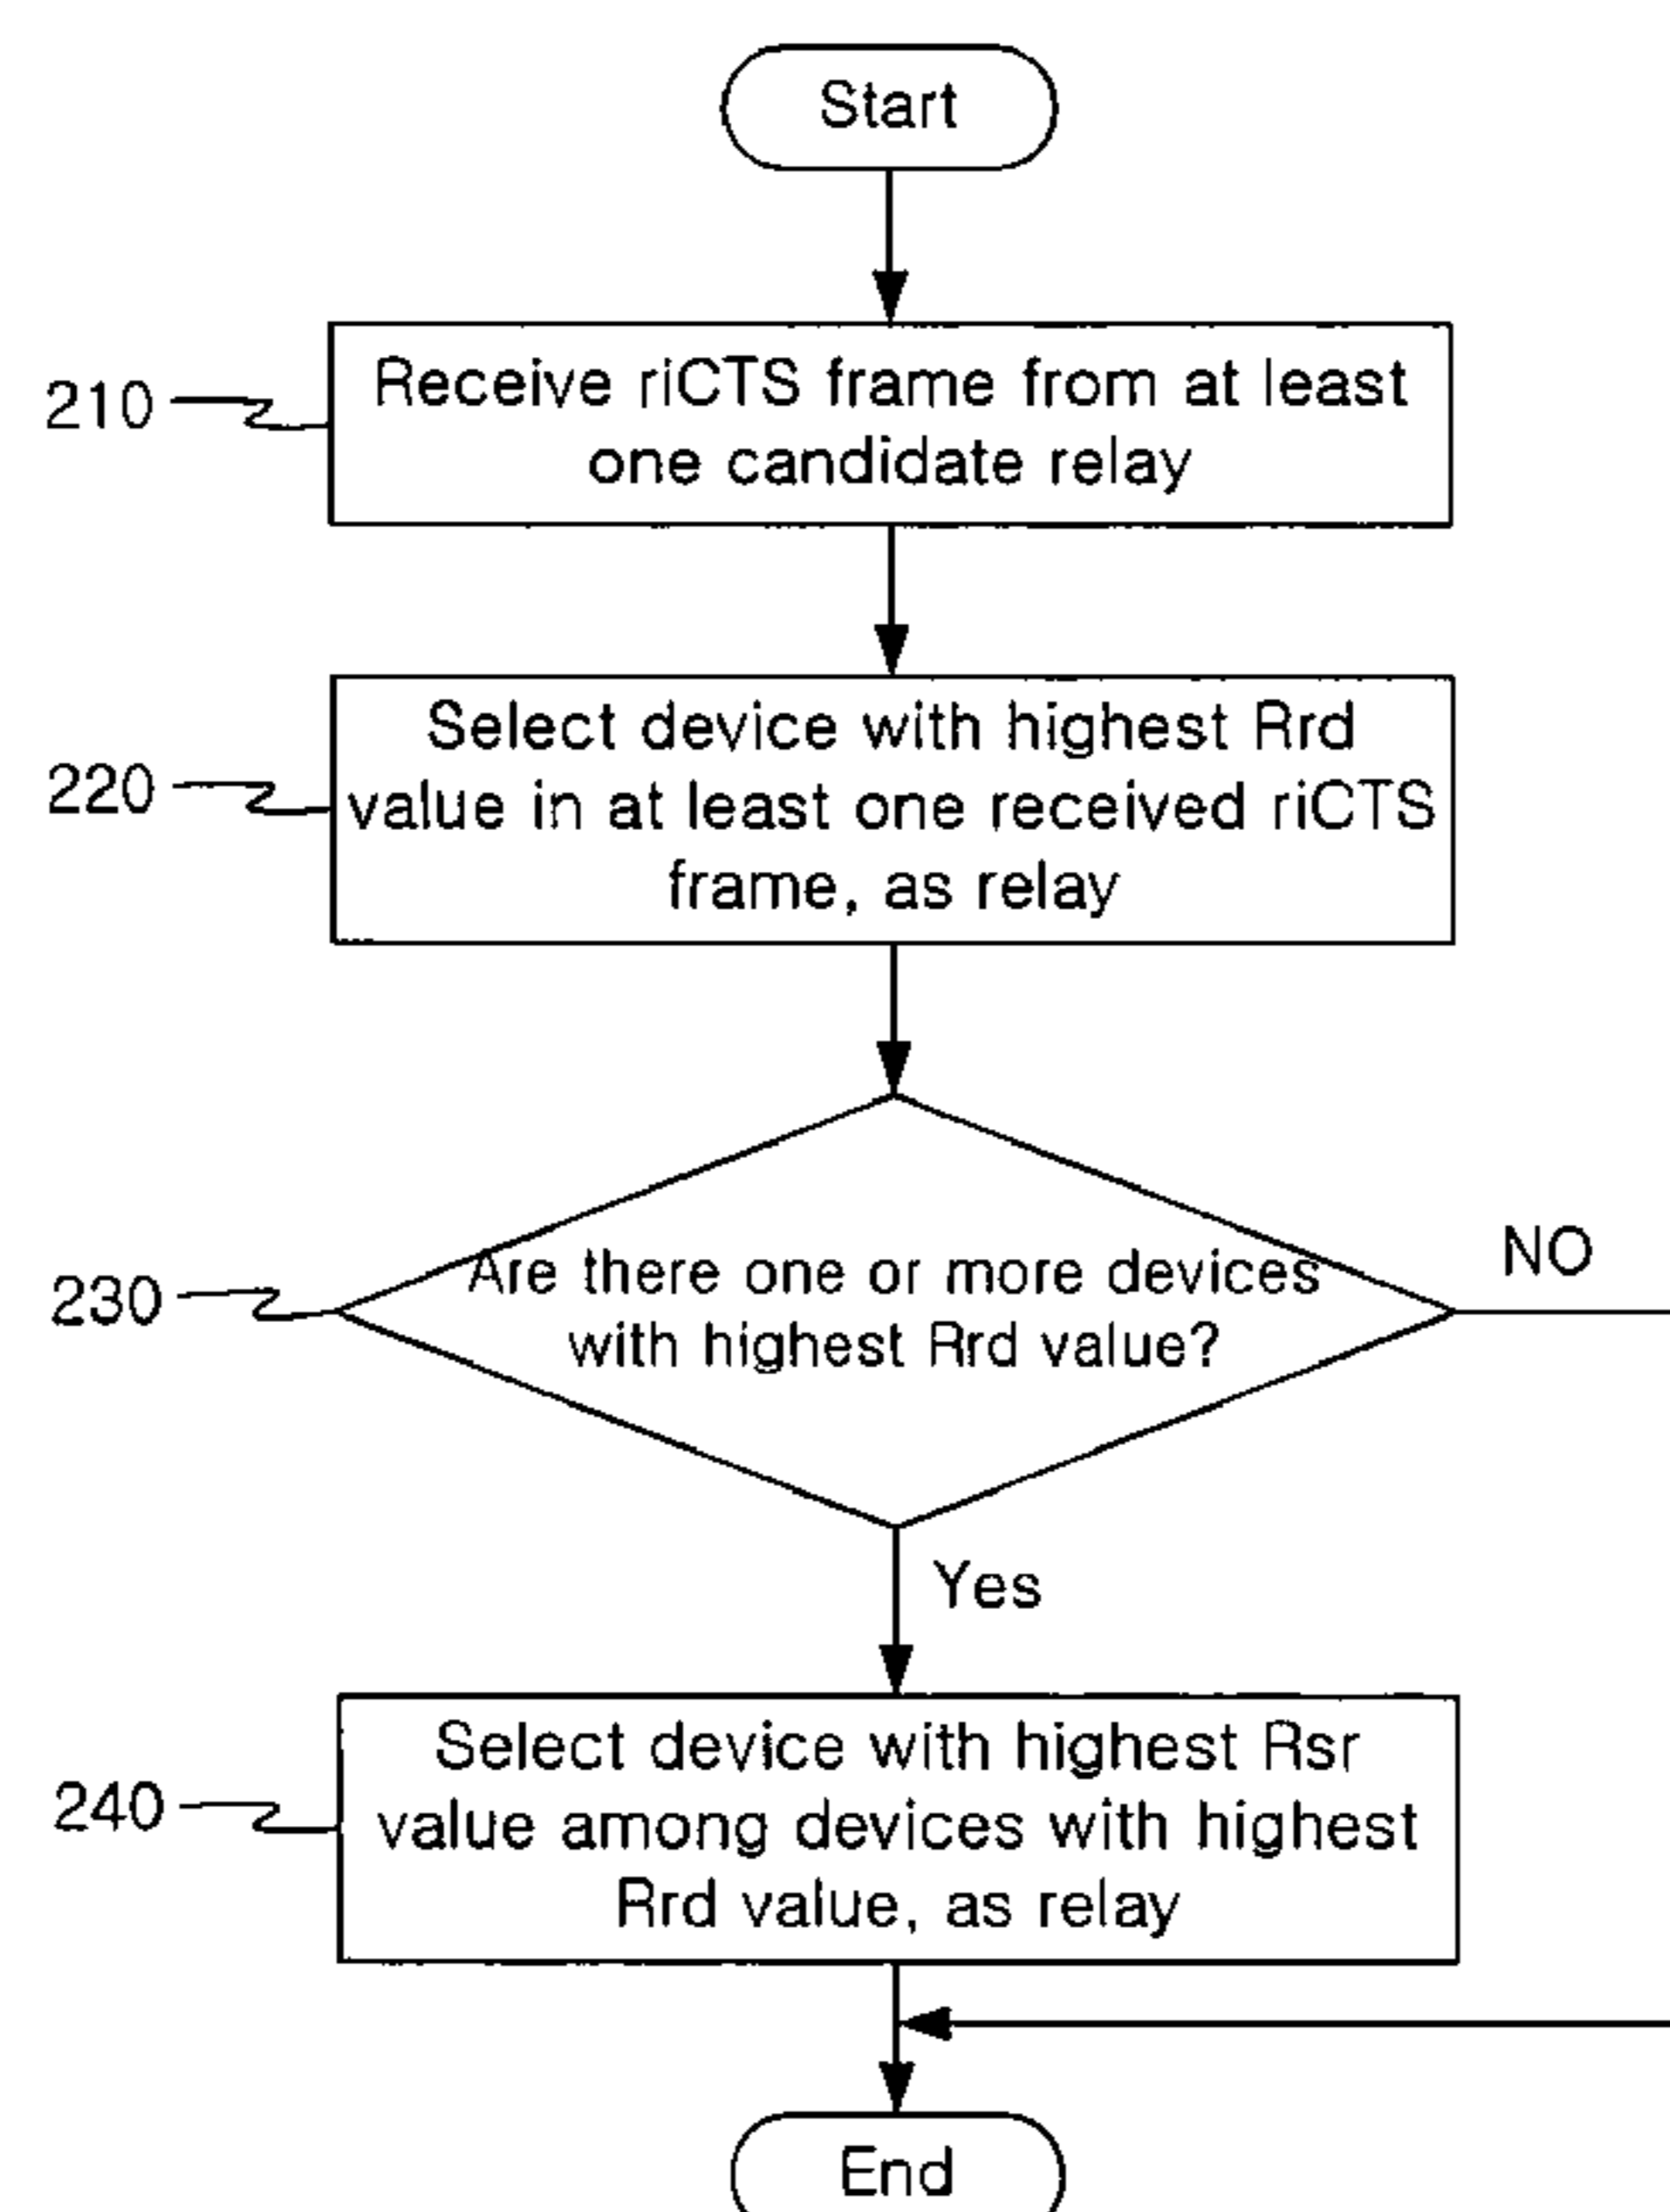 Start
210
Receive riCTS frame from at least
one candidate relay
220
Select device with highest Rrd
value in at least one received riCTS
frame, as relay
230
Are there one or more devices
with highest Rrd value?
NO
Yes
240
Select device with highest Rsr
value among devices with highest
Rrd value, as relay
End